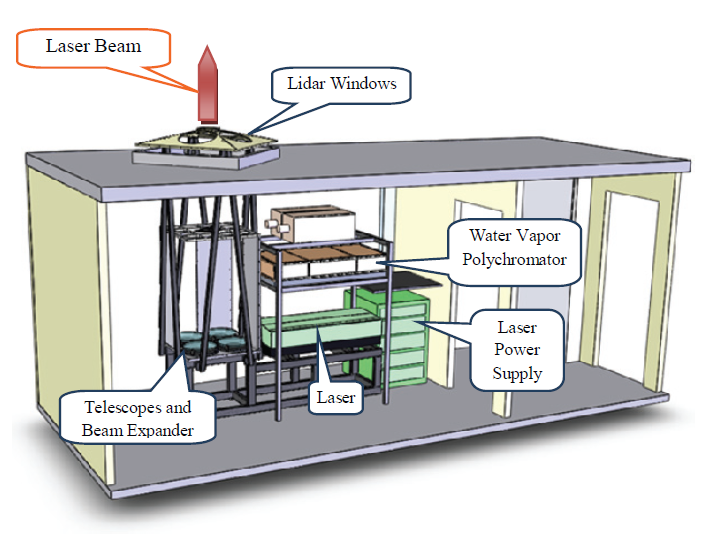 Laser Beam
Lidar Windows
Water Vapor
Polychromator
Laser
Power
Supply
Laser
Telescopes and
Beam Expander